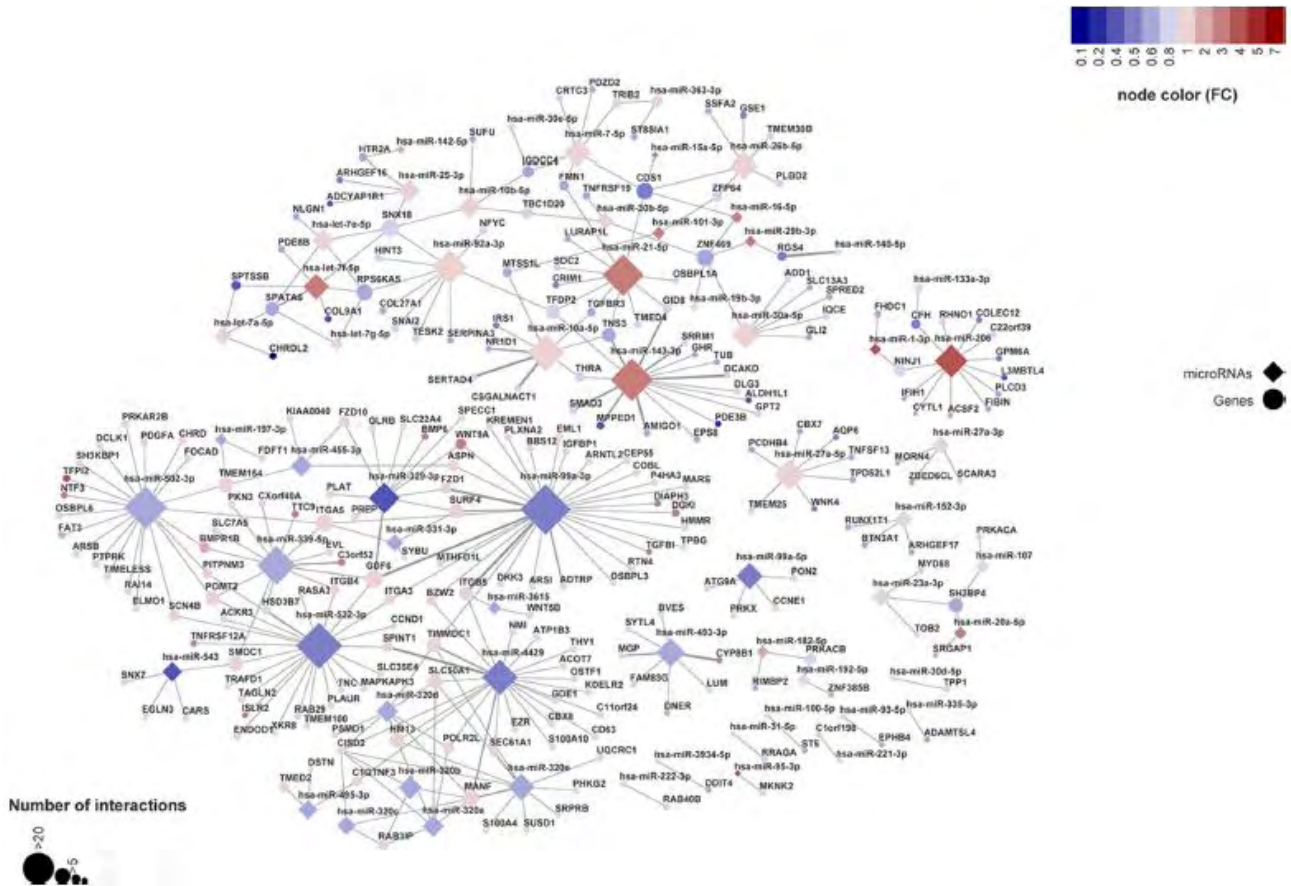 0.1 0.2 0.4 0.5 0.6 0.8 1 2 3 4 5 7
node color (FC)
PDZD2
CRTC3 TRIB2 hsa-miR-363-3p
SSFA2 GSE1
hsa-miR-30e-5p
hsa-miR-7-5p
SUFU ST8SIA1 TMEM30B
hsa-miR-142-5p hsa-miR-15a-5p hsa-miR-26b-5p
HTR2A IGDCC4 PLBD2
ARHGEF16 hsa-miR-25-3p FMN1 CDS1
ADCYAP1R1 hsa-miR-10b-5p TNFRSF19 ZFP64
NLGN1 SNX18 TBC1D20 hsa-miR-30b-5p hsa-miR-16-5p
hsa-let-7e-5p NFYC hsa-miR-101-3p hsa-miR-29b-3p
LURAP1L
PDE8B HINT3 hsa-miR-92a-3p hsa-miR-21-5p ZNF469 RGS4 hsa-miR-140-5p
hsa-let-7f-5p MTSS1L SDC2
SPTSSB RPS6KA5 CRIM1 OSBPL1A ADD1 SLC13A3 hsa-miR-133a-3p
SPATA6 COL27A1 TFDP2 TGFBR3 GID8 hsa-miR-19b-3p SPRED2 FHDC1 RHNO1 COLEC12
COL9A1 SNAI2 IRS1 TMED4 hsa-miR-30a-5p IQCE CFH C22orf39
hsa-let-7a-5p hsa-let-7g-5p TESK2 SERPINA3 hsa-miR-10a-5p TNS3 GLI2 hsa-miR-1-3p hsa-miR-206
CHRDL2 NR1D1 hsa-miR-143-3p SRRM1 NINJ1 GPM6A
GHR TUB L3MBTL4
SERTAD4 THRA DCAKD PLCD3
microRNAs
CSGALNACT1 DLG3 IFIH1 FIBIN
Genes
SMAD3 ALDH1L1 CYTL1 ACSF2
MPPED1 GPT2
PRKAR2B KIAA0040 FZD10 SPECC1 AMIGO1 PDE3B EPS8
DCLK1 PDGFA CHRD hsa-miR-197-3p GLRB SLC22A4 KREMEN1 EML1 CBX7 AQP6 hsa-miR-27a-3p
SH3KBP1 FOCAD FDFT1 hsa-miR-455-3p BMP6 WNT9A PLXNA2 BBS12 IGFBP1 PCDHB4 hsa-miR-27a-5p TNFSF13
TFPI2 hsa-miR-502-3p TMEM154 ASPN ARNTL2 CEP55 TPD52L1 MORN4 SCARA3
NTF3 PKN3 CXorf40A PLAT hsa-miR-329-3p FZD1 hsa-miR-99a-3p COBL P4HA3 ZBED6CL
OSBPL6 TTC9 PREP SURF4 MARS TMEM25 WNK4
FAT3 SLC7A5 ITGA5 DIAPH3 DGKI RUNX1T1 hsa-miR-152-3p
ARSB BMPR1B hsa-miR-339-5p hsa-miR-331-3p HMMR BTN3A1 PRKACA
PTPRK PITPNM3 EVL SYBU TGFBI TPBG ARHGEF17 hsa-miR-107
TIMELESS C3orf52 GDF6 MTHFD1L RTN4 hsa-miR-99a-5p MYD88
RAI14 POMT2 ITGB4 ITGB5 DKK3 ARSI ADTRP OSBPL3 PON2 hsa-miR-23a-3p
ELMO1 SCN4B RASA3 ITGA3 BZW2 ATG9A CCNE1 SH3BP4
ACKR3 HSD3B7 hsa-miR-532-3p hsa-miR-3615 WNT5B PRKX TOB2 hsa-miR-20a-5p
CCND1 NMI BVES SRGAP1
TNFRSF12A SPINT1 TIMMDC1 ATP1B3 SYTL4 hsa-miR-493-3p hsa-miR-182-5p
hsa-miR-543 SMOC1 hsa-miR-4429 THY1 MGP CYP8B1 PRKACB
SNX2 TRAFD1 SLC35E4 SLC50A1 ACOT7 FAM89G LUM RIMBP2 hsa-miR-192-5p hsa-miR-30d-5p
TAGLN2 TNC MAPKAPK3 OSTF1 ZNF385B TPP1
EGLN3 CARS ISLR2 PLAUR hsa-miR-320d GDE1 KDELR2 DNER
RAB29 C11orf24 hsa-miR-100-5p hsa-miR-93-5p hsa-miR-335-3p
ENDOD1 XKR8 TMEM100 PSMD1 HN13 EZR CBX8 hsa-miR-31-5p C1orf198
CISD2 POLR2L SEC61A1 S100A10 CD63 RRAGA ST5 EPHB4 ADAMTSL4
DSTN UQCRC1 hsa-miR-221-3p
TMED2 C1QTNF3 hsa-miR-320b hsa-miR-320e hsa-miR-3934-5p hsa-miR-95-3p
hsa-miR-495-3p MANF PHKG2 hsa-miR-222-3p DDIT4 MKNK2
Number of interactions
hsa-miR-320c hsa-miR-320a SRPRB RAB40B
>20
>5
RAB3IP S100A4 SUSD1